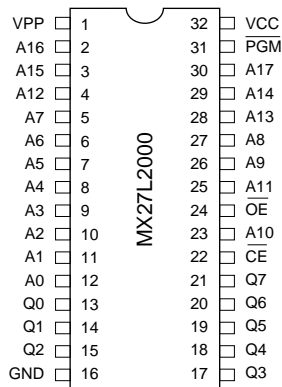 VPP 1 32 VCC
A16 2 31 PGM
A15 3 30 A17
A12 4 29 A14
A7 5 28 A13
A6 6 27 A8
A5 7 26 A9
A4 8 25 A11
A3 9 24 OE
A2 10 23 A10
A1 11 22 CE
A0 12 21 Q7
Q0 13 20 Q6
Q1 14 19 Q5
Q2 15 18 Q4
GND 16 17 Q3
MX27L2000